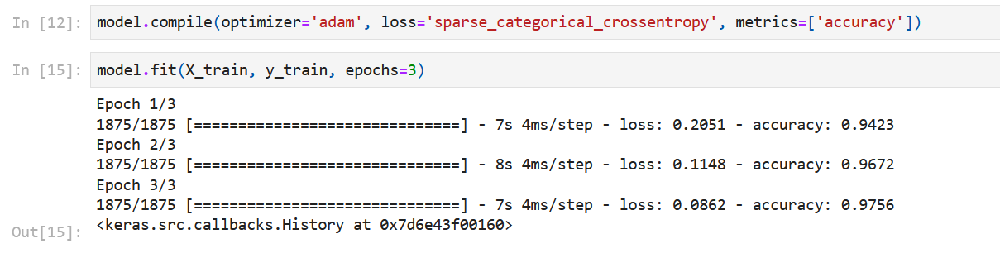 In [12]: model.compile(optimizer='adam', loss='sparse_categorical_crossentropy', metrics=['accuracy'])
In [15]: model.fit(X_train, y_train, epochs=3)
Epoch 1/3
1875/1875 [==============================] - 7s 4ms/step - loss: 0.2051 - accuracy: 0.9423
Epoch 2/3
1875/1875 [==============================] - 8s 4ms/step - loss: 0.1148 - accuracy: 0.9672
Epoch 3/3
1875/1875 [==============================] - 7s 4ms/step - loss: 0.0862 - accuracy: 0.9756
Out[15]: <keras.src.callbacks.History at 0x7d6e43f00160>